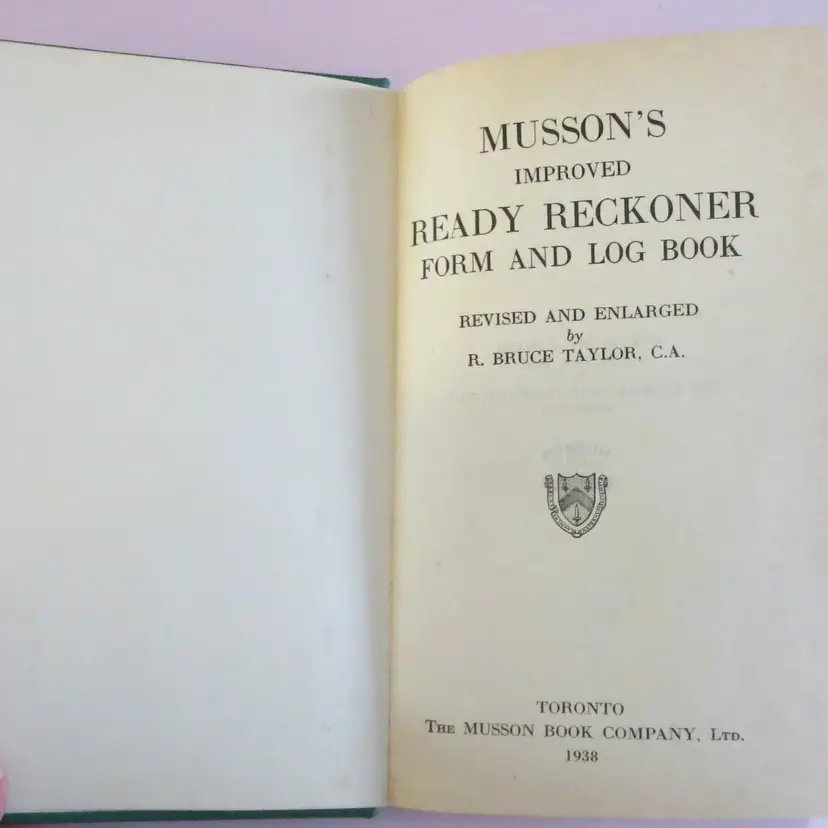 MUSSON'S
IMPROVED
READY RECKONER
FORM AND LOG BOOK
REVISED AND ENLARGED
by
R. BRUCE TAYLOR, C.A.
TORONTO
THE MUSSON BOOK COMPANY, LTD.
1938